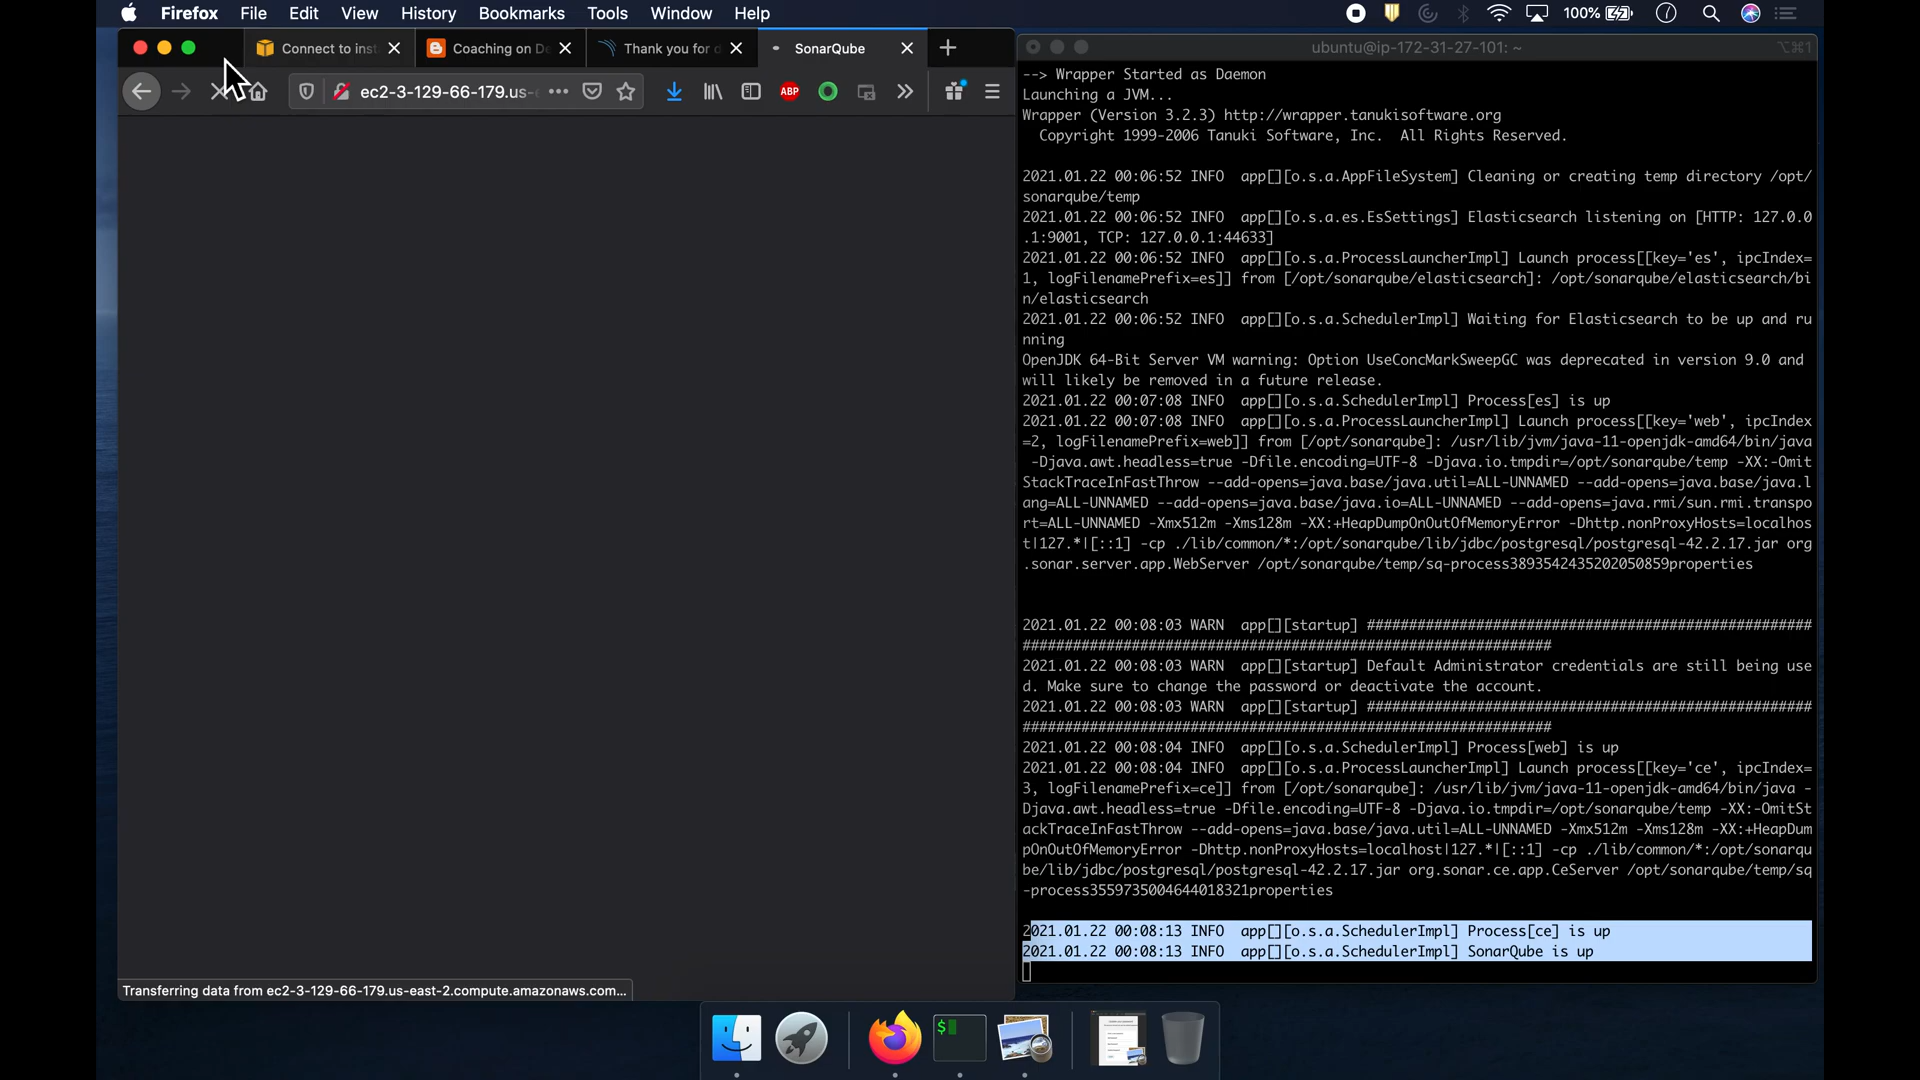 Firefox File Edit View History Bookmarks Tools Window Help
100%
Connect to inst
Coaching on De
Thank you for d
SonarQube
ubuntu@ip-172-31-27-101: ~
⌥⌘1
ec2-3-129-66-179.us-e
ABP
--> Wrapper Started as Daemon
Launching a JVM...
Wrapper (Version 3.2.3) http://wrapper.tanukisoftware.org
Copyright 1999-2006 Tanuki Software, Inc. All Rights Reserved.
2021.01.22 00:06:52 INFO app[][o.s.a.AppFileSystem] Cleaning or creating temp directory /opt/
sonarqube/temp
2021.01.22 00:06:52 INFO app[][o.s.a.es.EsSettings] Elasticsearch listening on [HTTP: 127.0.0
.1:9001, TCP: 127.0.0.1:44633]
2021.01.22 00:06:52 INFO app[][o.s.a.ProcessLauncherImpl] Launch process[[key='es', ipcIndex=
1, logFilenamePrefix=es]] from [/opt/sonarqube/elasticsearch]: /opt/sonarqube/elasticsearch/bi
n/elasticsearch
2021.01.22 00:06:52 INFO app[][o.s.a.SchedulerImpl] Waiting for Elasticsearch to be up and ru
nning
OpenJDK 64-Bit Server VM warning: Option UseConcMarkSweepGC was deprecated in version 9.0 and
will likely be removed in a future release.
2021.01.22 00:07:08 INFO app[][o.s.a.SchedulerImpl] Process[es] is up
2021.01.22 00:07:08 INFO app[][o.s.a.ProcessLauncherImpl] Launch process[[key='web', ipcIndex
=2, logFilenamePrefix=web]] from [/opt/sonarqube]: /usr/lib/jvm/java-11-openjdk-amd64/bin/java
-Djava.awt.headless=true -Dfile.encoding=UTF-8 -Djava.io.tmpdir=/opt/sonarqube/temp -XX:-Omit
StackTraceInFastThrow --add-opens=java.base/java.util=ALL-UNNAMED --add-opens=java.base/java.l
ang=ALL-UNNAMED --add-opens=java.base/java.io=ALL-UNNAMED --add-opens=java.rmi/sun.rmi.transpo
rt=ALL-UNNAMED -Xmx512m -Xms128m -XX:+HeapDumpOnOutOfMemoryError -Dhttp.nonProxyHosts=localhos
t|127.*|[::1] -cp ./lib/common/*:/opt/sonarqube/lib/jdbc/postgresql/postgresql-42.2.17.jar org
.sonar.server.app.WebServer /opt/sonarqube/temp/sq-process3893542435202050859properties
2021.01.22 00:08:03 WARN app[][startup] #####################################################
###############################################################
2021.01.22 00:08:03 WARN app[][startup] Default Administrator credentials are still being use
d. Make sure to change the password or deactivate the account.
2021.01.22 00:08:03 WARN app[][startup] #####################################################
###############################################################
2021.01.22 00:08:04 INFO app[][o.s.a.SchedulerImpl] Process[web] is up
2021.01.22 00:08:04 INFO app[][o.s.a.ProcessLauncherImpl] Launch process[[key='ce', ipcIndex=
3, logFilenamePrefix=ce]] from [/opt/sonarqube]: /usr/lib/jvm/java-11-openjdk-amd64/bin/java -
Djava.awt.headless=true -Dfile.encoding=UTF-8 -Djava.io.tmpdir=/opt/sonarqube/temp -XX:-OmitSt
ackTraceInFastThrow --add-opens=java.base/java.util=ALL-UNNAMED -Xmx512m -Xms128m -XX:+HeapDum
pOnOutOfMemoryError -Dhttp.nonProxyHosts=localhost|127.*|[::1] -cp ./lib/common/*:/opt/sonarqu
be/lib/jdbc/postgresql/postgresql-42.2.17.jar org.sonar.ce.app.CeServer /opt/sonarqube/temp/sq
-process3559735004644018321properties
2021.01.22 00:08:13 INFO app[][o.s.a.SchedulerImpl] Process[ce] is up
2021.01.22 00:08:13 INFO app[][o.s.a.SchedulerImpl] SonarQube is up
Transferring data from ec2-3-129-66-179.us-east-2.compute.amazonaws.com...
$